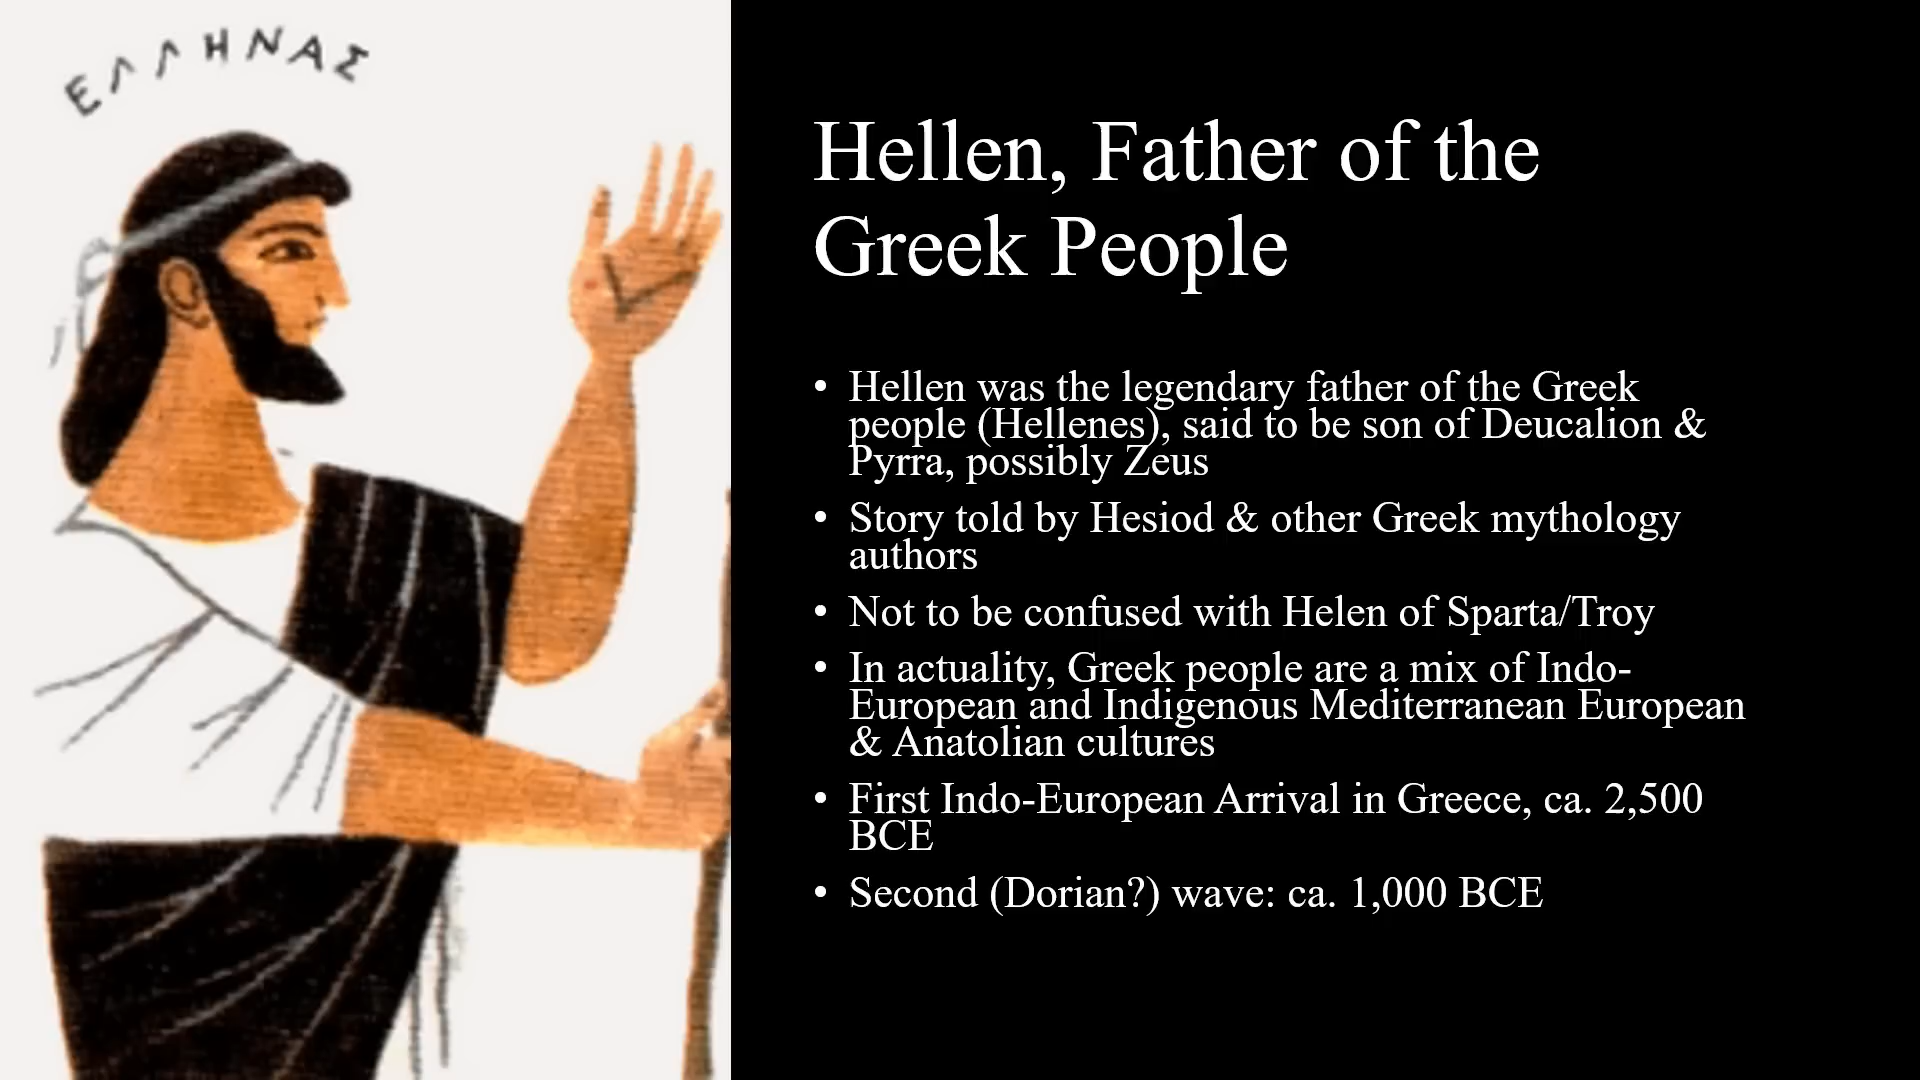 ΕΛΛΗΝΑΣ
Hellen, Father of the
Greek People
• Hellen was the legendary father of the Greek
people (Hellenes), said to be son of Deucalion &
Pyrra, possibly Zeus
• Story told by Hesiod & other Greek mythology
authors
• Not to be confused with Helen of Sparta/Troy
• In actuality, Greek people are a mix of Indo-
European and Indigenous Mediterranean European
& Anatolian cultures
• First Indo-European Arrival in Greece, ca. 2,500
BCE
• Second (Dorian?) wave: ca. 1,000 BCE